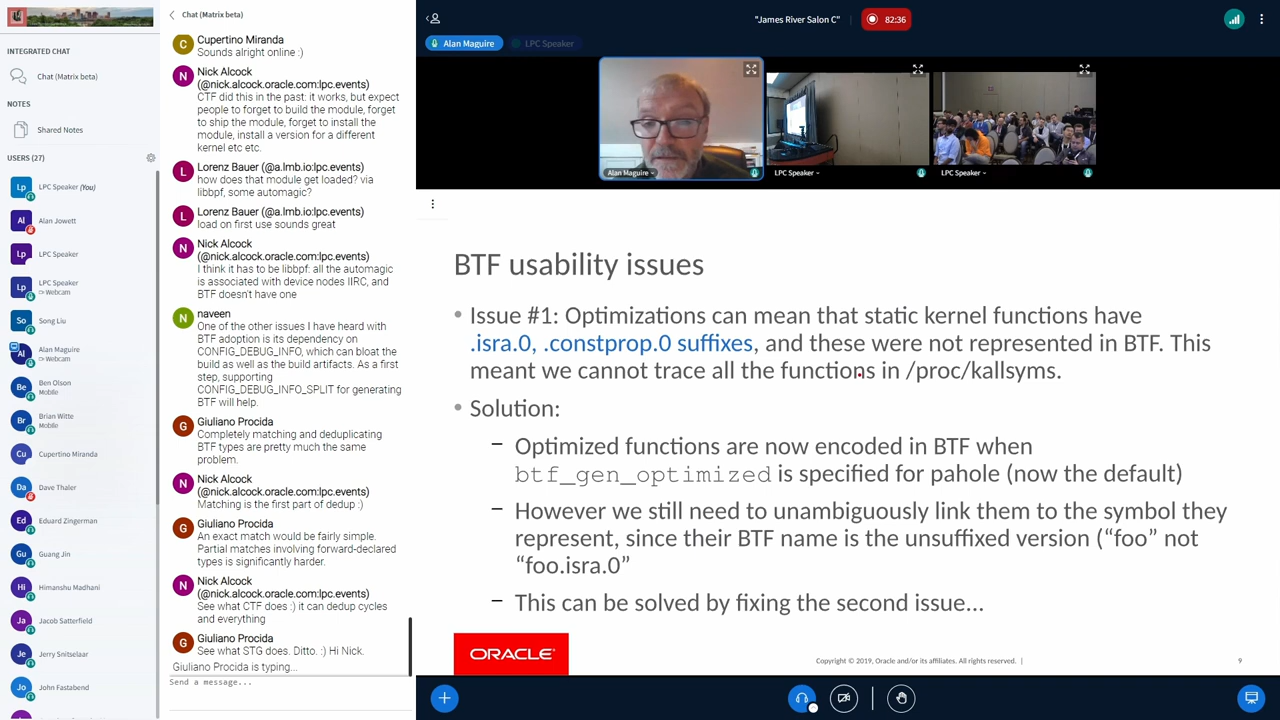 INTEGRATED CHAT
Chat (Matrix beta)
NOTES
Shared Notes
USERS (27)
Lp LPC Speaker (You)
Al Alan Jowett
Lp LPC Speaker
Lp LPC Speaker
Webcam
So Song Liu
Al Alan Maguire
Webcam
Be Ben Olson
Mobile
Br Brian Witte
Mobile
Cu Cupertino Miranda
Da Dave Thaler
Ed Eduard Zingerman
Gu Guang Jin
Hi Himanshu Madhani
Ja Jacob Satterfield
Je Jerry Snitselaar
Jo John Fastabend
Chat (Matrix beta)
C Cupertino Miranda
Sounds alright online :)
N Nick Alcock
(@nick.alcock.oracle.com:lpc.events)
CTF did this in the past: it works, but expect
people to forget to build the module, forget
to ship the module, forget to install the
module, install a version for a different
kernel etc etc.
L Lorenz Bauer (@a.lmb.io:lpc.events)
how does that module get loaded? via
libbpf, some automagic?
L Lorenz Bauer (@a.lmb.io:lpc.events)
load on first use sounds great
N Nick Alcock
(@nick.alcock.oracle.com:lpc.events)
I think it has to be libbpf: all the automagic
is associated with device nodes IIRC, and
BTF doesn't have one
N naveen
One of the other issues I have heard with
BTF adoption is its dependency on
CONFIG_DEBUG_INFO, which can bloat the
build as well as the build artifacts. As a first
step, supporting
CONFIG_DEBUG_INFO_SPLIT for generating
BTF will help.
G Giuliano Procida
Completely matching and deduplicating
BTF types are pretty much the same
problem.
N Nick Alcock
(@nick.alcock.oracle.com:lpc.events)
Matching is the first part of dedup :)
G Giuliano Procida
An exact match would be fairly simple.
Partial matches involving forward-declared
types is significantly harder.
N Nick Alcock
(@nick.alcock.oracle.com:lpc.events)
See what CTF does :) it can dedup cycles
and everything
G Giuliano Procida
See what STG does. Ditto. :) Hi Nick.
Giuliano Procida is typing...
Send a message...
"James River Salon C" 82:36
Alan Maguire LPC Speaker
Alan Maguire LPC Speaker LPC Speaker
BTF usability issues
• Issue #1: Optimizations can mean that static kernel functions have
.isra.0, .constprop.0 suffixes, and these were not represented in BTF. This
meant we cannot trace all the functions in /proc/kallsyms.
• Solution:
– Optimized functions are now encoded in BTF when
btf_gen_optimized is specified for pahole (now the default)
– However we still need to unambiguously link them to the symbol they
represent, since their BTF name is the unsuffixed version (“foo” not
“foo.isra.0”
– This can be solved by fixing the second issue...
ORACLE
Copyright © 2019, Oracle and/or its affiliates. All rights reserved. |
9